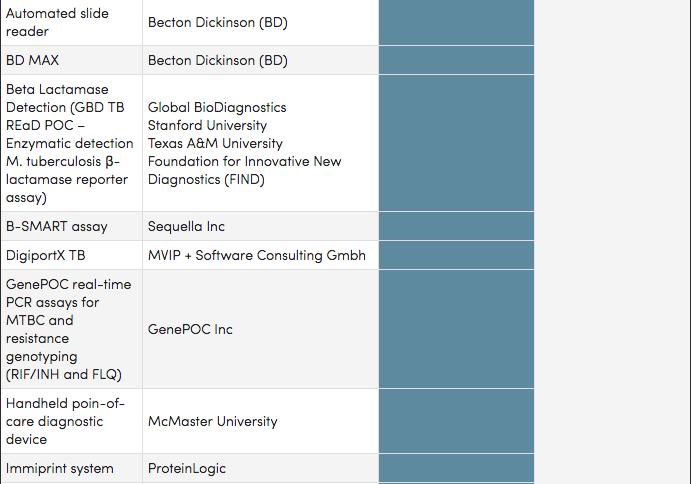 Automated slide
reader
Becton Dickinson (BD)
BD MAX
Becton Dickinson (BD)
Beta Lactamase
Detection (GBD TB
REaD POC –
Enzymatic detection
M. tuberculosis β-
lactamase reporter
assay)
Global BioDiagnostics
Stanford University
Texas A&M University
Foundation for Innovative New
Diagnostics (FIND)
B-SMART assay
Sequella Inc
DigiportX TB
MVIP + Software Consulting Gmbh
GenePOC real-time
PCR assays for
MTBC and
resistance
genotyping
(RIF/INH and FLQ)
GenePOC Inc
Handheld poin-of-
care diagnostic
device
McMaster University
Immiprint system
ProteinLogic